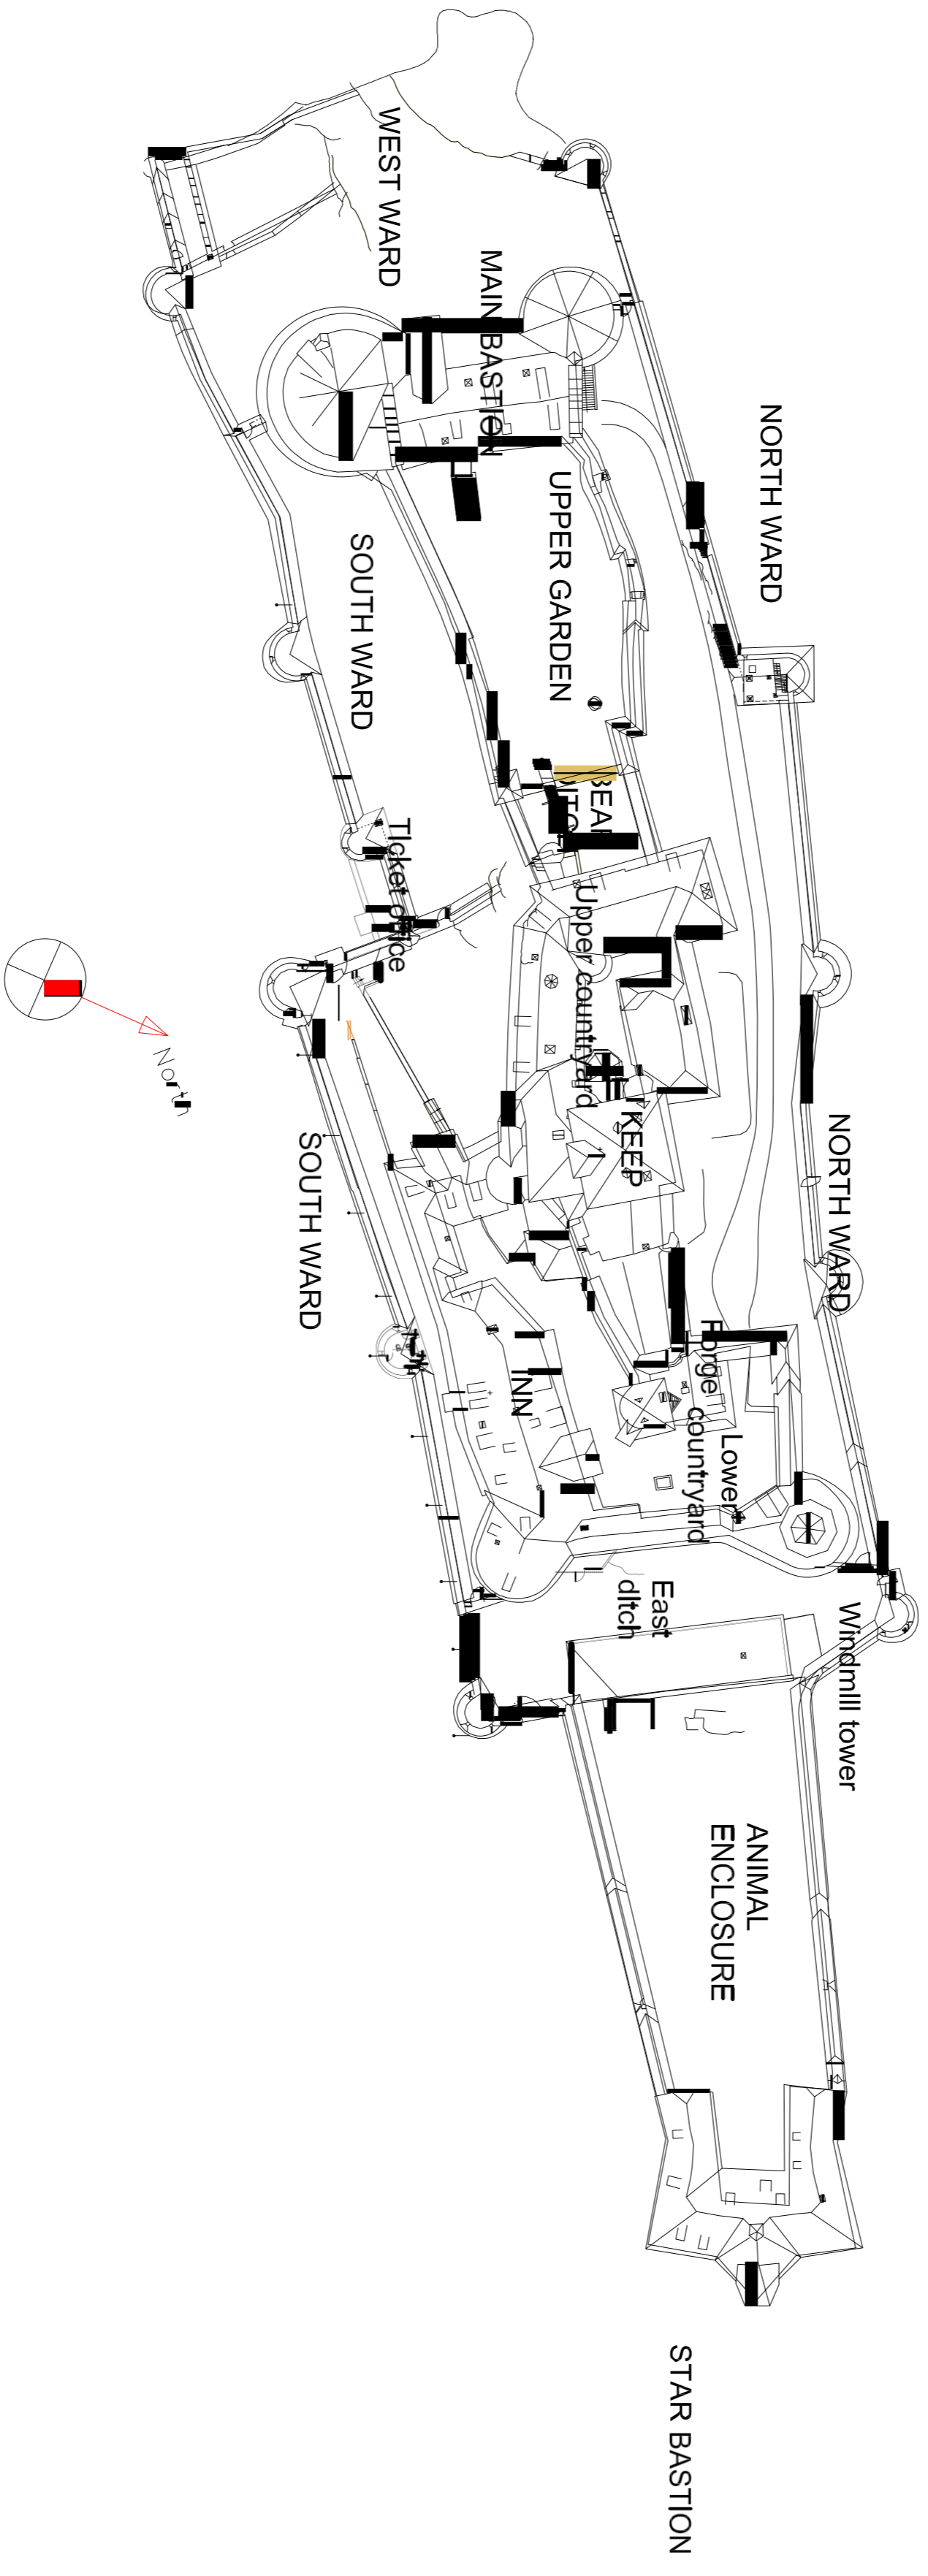 WEST WARD
MAIN BASTION
NORTH WARD
UPPER GARDEN
SOUTH WARD
Ticket office
Upper countryard
KEEP
NORTH WARD
SOUTH WARD
INN
Forge
Lower
countryard
East
ditch
Windmill tower
ANIMAL
ENCLOSURE
STAR BASTION
North